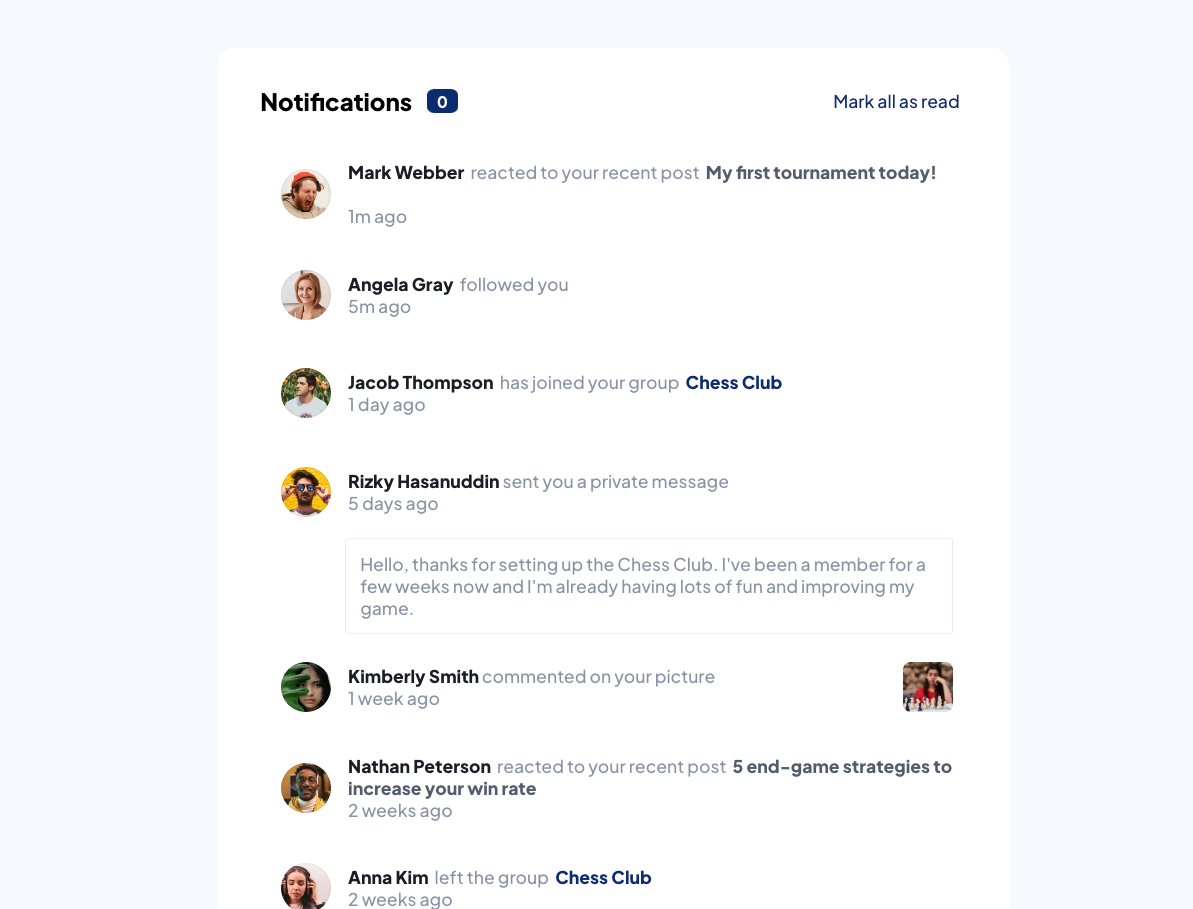 Notifications 0 Mark all as read
Mark Webber reacted to your recent post My first tournament today!
1m ago
Angela Gray followed you
5m ago
Jacob Thompson has joined your group Chess Club
1 day ago
Rizky Hasanuddin sent you a private message
5 days ago
Hello, thanks for setting up the Chess Club. I've been a member for a
few weeks now and I'm already having lots of fun and improving my
game.
Kimberly Smith commented on your picture
1 week ago
Nathan Peterson reacted to your recent post 5 end-game strategies to
increase your win rate
2 weeks ago
Anna Kim left the group Chess Club
2 weeks ago